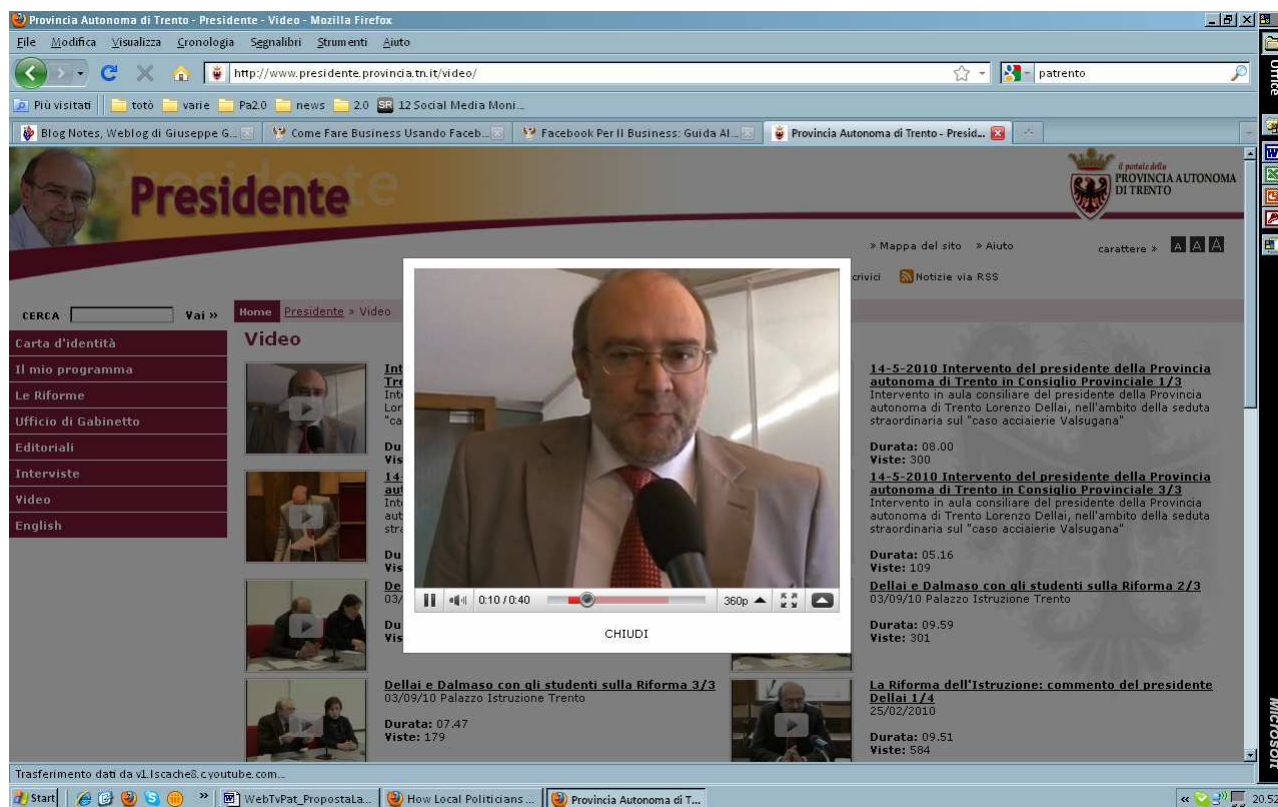 Provincia Autonoma di Trento - Presidente - Video - Mozilla Firefox
File Modifica Visualizza Cronologia Segnalibri Strumenti Aiuto
http://www.presidente.provincia.tn.it/video/
patrento
Più visitati totò varie Pa2.0 news 2.0 SR 12 Social Media Moni...
Blog Notes, Weblog di Giuseppe G... Come Fare Business Usando Faceb... Facebook Per Il Business: Guida Al... Provincia Autonoma di Trento - Presid...
Presidente
il portale della
PROVINCIA AUTONOMA
DI TRENTO
» Mappa del sito » Aiuto
carattere » A A A
crivici Notizie via RSS
CERCA Vai »
Home Presidente » Video
Carta d'identità
Il mio programma
Le Riforme
Ufficio di Gabinetto
Editoriali
Interviste
Video
English
Video
14-5-2010 Intervento del presidente della Provincia
autonoma di Trento in Consiglio Provinciale 1/3
Intervento in aula consiliare del presidente della Provincia
autonoma di Trento Lorenzo Dellai, nell'ambito della seduta
straordinaria sul "caso acciaierie Valsugana"
Durata: 08.00
Viste: 300
14-5-2010 Intervento del presidente della Provincia
autonoma di Trento in Consiglio Provinciale 3/3
Intervento in aula consiliare del presidente della Provincia
autonoma di Trento Lorenzo Dellai, nell'ambito della seduta
straordinaria sul "caso acciaierie Valsugana"
Durata: 05.16
Viste: 109
Dellai e Dalmaso con gli studenti sulla Riforma 2/3
03/09/10 Palazzo Istruzione Trento
Durata: 09.59
Viste: 301
0:10 / 0:40 360p
CHIUDI
Dellai e Dalmaso con gli studenti sulla Riforma 3/3
03/09/10 Palazzo Istruzione Trento
Durata: 07.47
Viste: 179
La Riforma dell'Istruzione: commento del presidente
Dellai 1/4
25/02/2010
Durata: 09.51
Viste: 584
Trasferimento dati da v1.lscache8.c.youtube.com...
Start WebTvPat_PropostaLa... How Local Politicians ... Provincia Autonoma di T... 20.52
Office
Microsoft